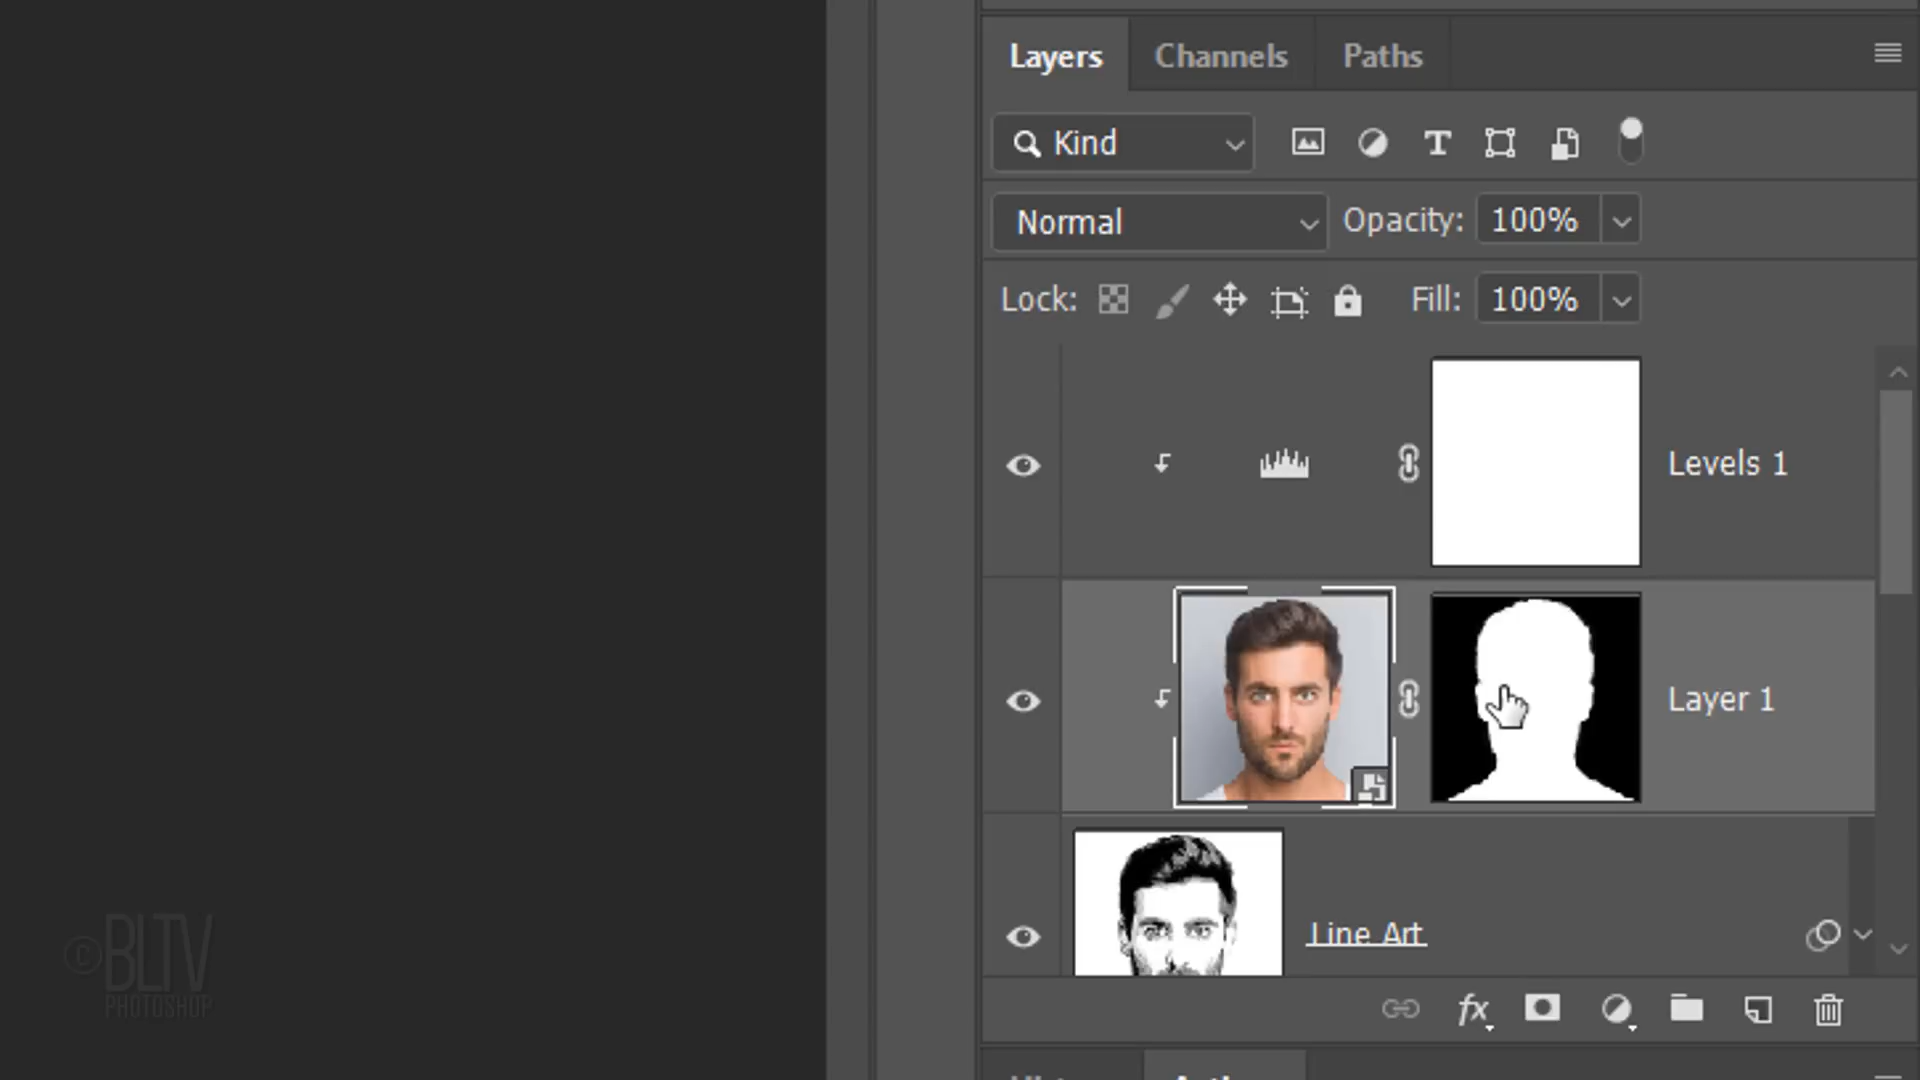 Layers Channels Paths
Kind
Normal Opacity: 100%
Lock: Fill: 100%
Levels 1
Layer 1
Line Art
fx
©BLTV
PHOTOSHOP